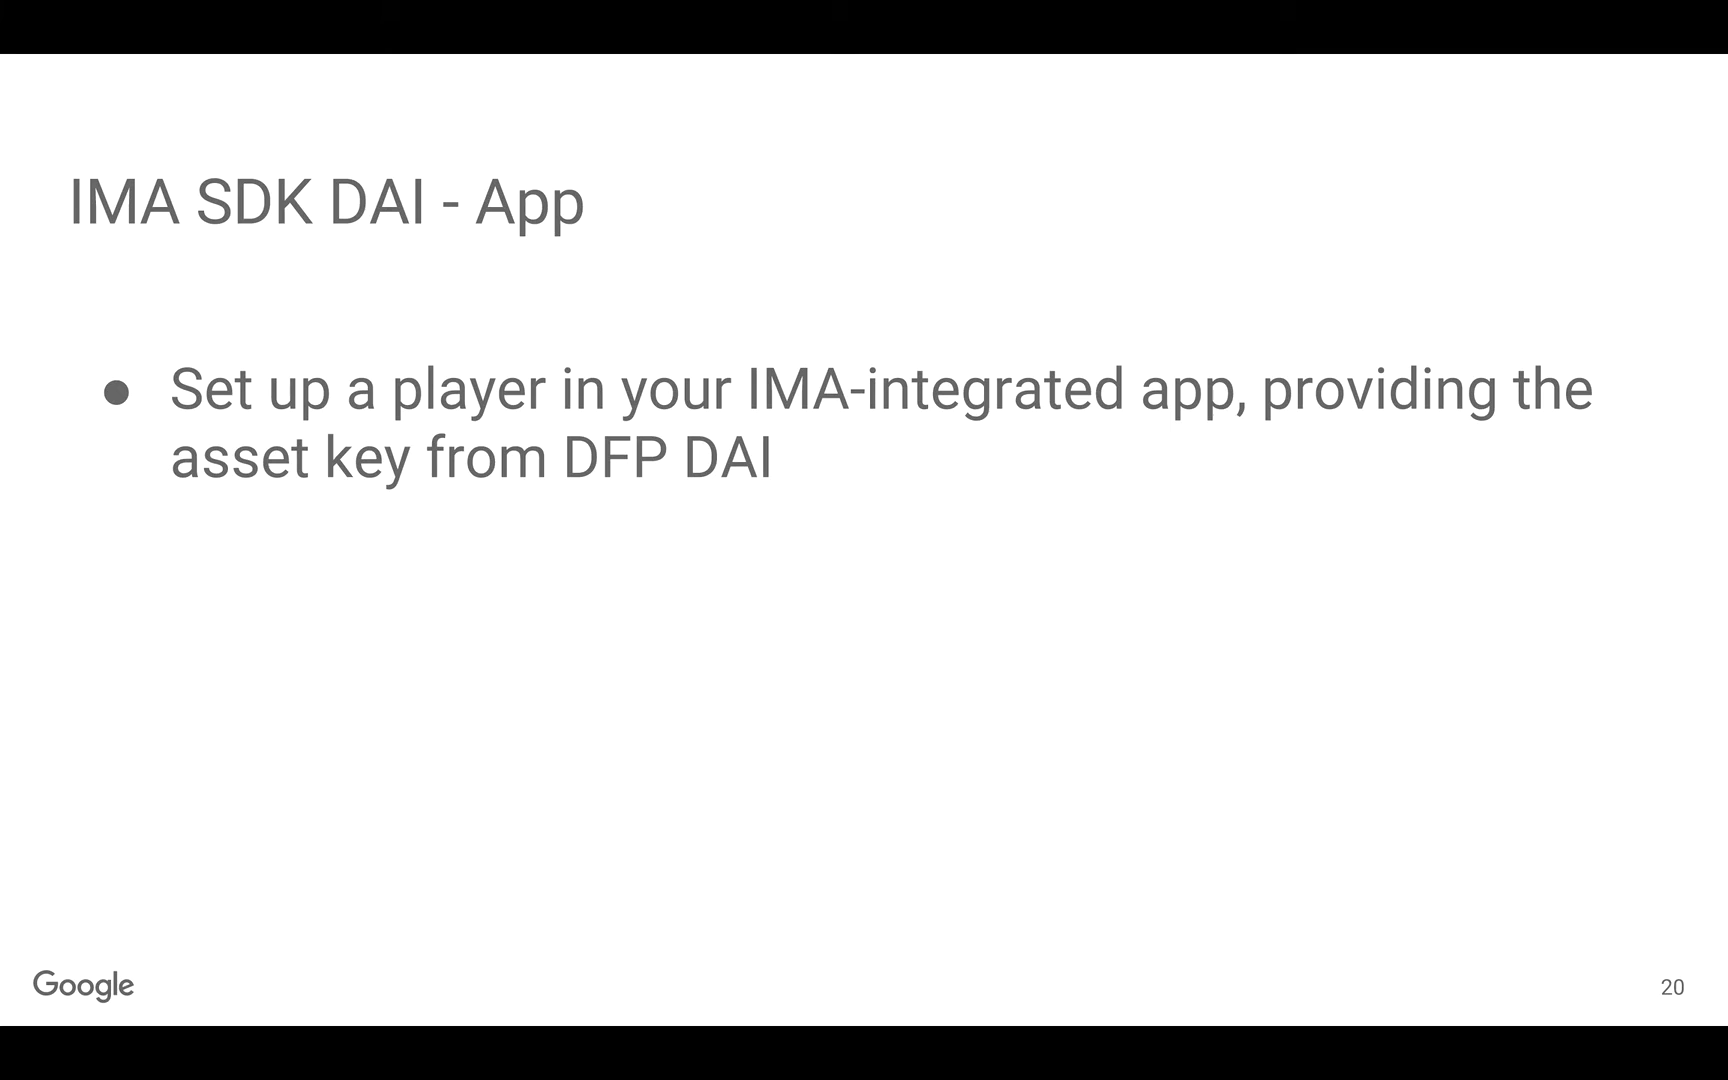 IMA SDK DAI - App
● Set up a player in your IMA-integrated app, providing the
asset key from DFP DAI
Google
20